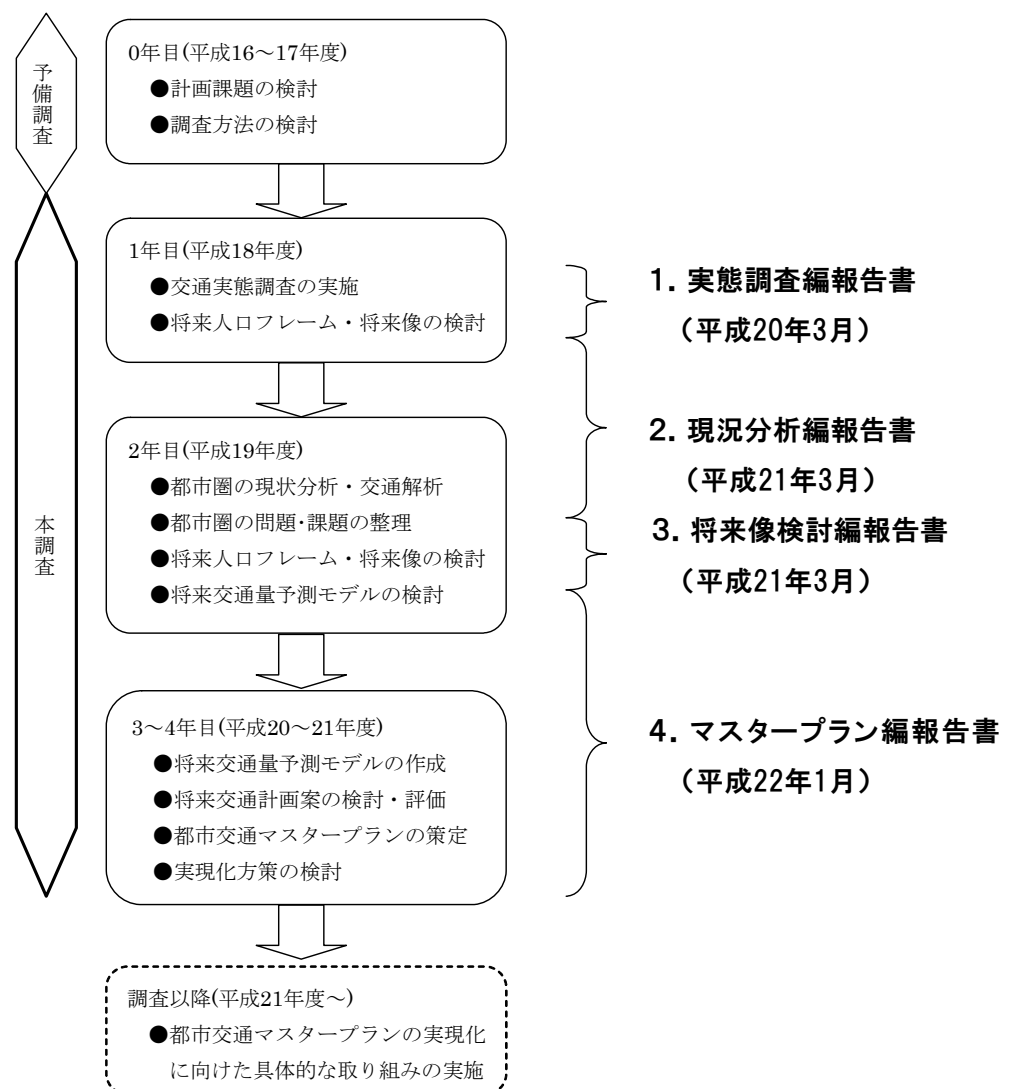 予備調査
0年目(平成16～17年度)
●計画課題の検討
●調査方法の検討
本調査
1年目(平成18年度)
●交通実態調査の実施
●将来人口フレーム・将来像の検討
2年目(平成19年度)
●都市圏の現状分析・交通解析
●都市圏の問題･課題の整理
●将来人口フレーム・将来像の検討
●将来交通量予測モデルの検討
3～4年目(平成20～21年度)
●将来交通量予測モデルの作成
●将来交通計画案の検討・評価
●都市交通マスタープランの策定
●実現化方策の検討
調査以降(平成21年度～)
●都市交通マスタープランの実現化
に向けた具体的な取り組みの実施
1．実態調査編報告書
（平成20年3月）
2．現況分析編報告書
（平成21年3月）
3．将来像検討編報告書
（平成21年3月）
4．マスタープラン編報告書
（平成22年1月）